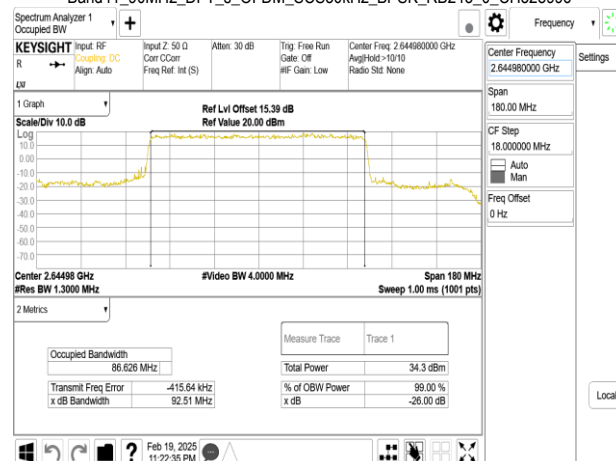 Spectrum Analyzer 1
Occupied BW
Frequency
KEYSIGHT
R
LXI
Input: RF
Coupling: DC
Align: Auto
Input Z: 50 Ω
Corr CCorr
Freq Ref: Int (S)
Atten: 30 dB
Trig: Free Run
Gate: Off
#IF Gain: Low
Center Freq: 2.644980000 GHz
Avg|Hold:>10/10
Radio Std: None
Center Frequency
2.644980000 GHz
Settings
Span
180.00 MHz
CF Step
18.000000 MHz
Auto
Man
Freq Offset
0 Hz
Local
1 Graph
Scale/Div 10.0 dB
Ref Lvl Offset 15.39 dB
Ref Value 20.00 dBm
Log
10.0
0.00
-10.0
-20.0
-30.0
-40.0
-50.0
-60.0
-70.0
Center 2.64498 GHz
#Video BW 4.0000 MHz
Span 180 MHz
#Res BW 1.3000 MHz
Sweep 1.00 ms (1001 pts)
2 Metrics
Measure Trace
Trace 1
Occupied Bandwidth
86.626 MHz
Total Power
34.3 dBm
Transmit Freq Error
-415.64 kHz
% of OBW Power
99.00 %
x dB Bandwidth
92.51 MHz
x dB
-26.00 dB
Feb 19, 2025
11:22:35 PM